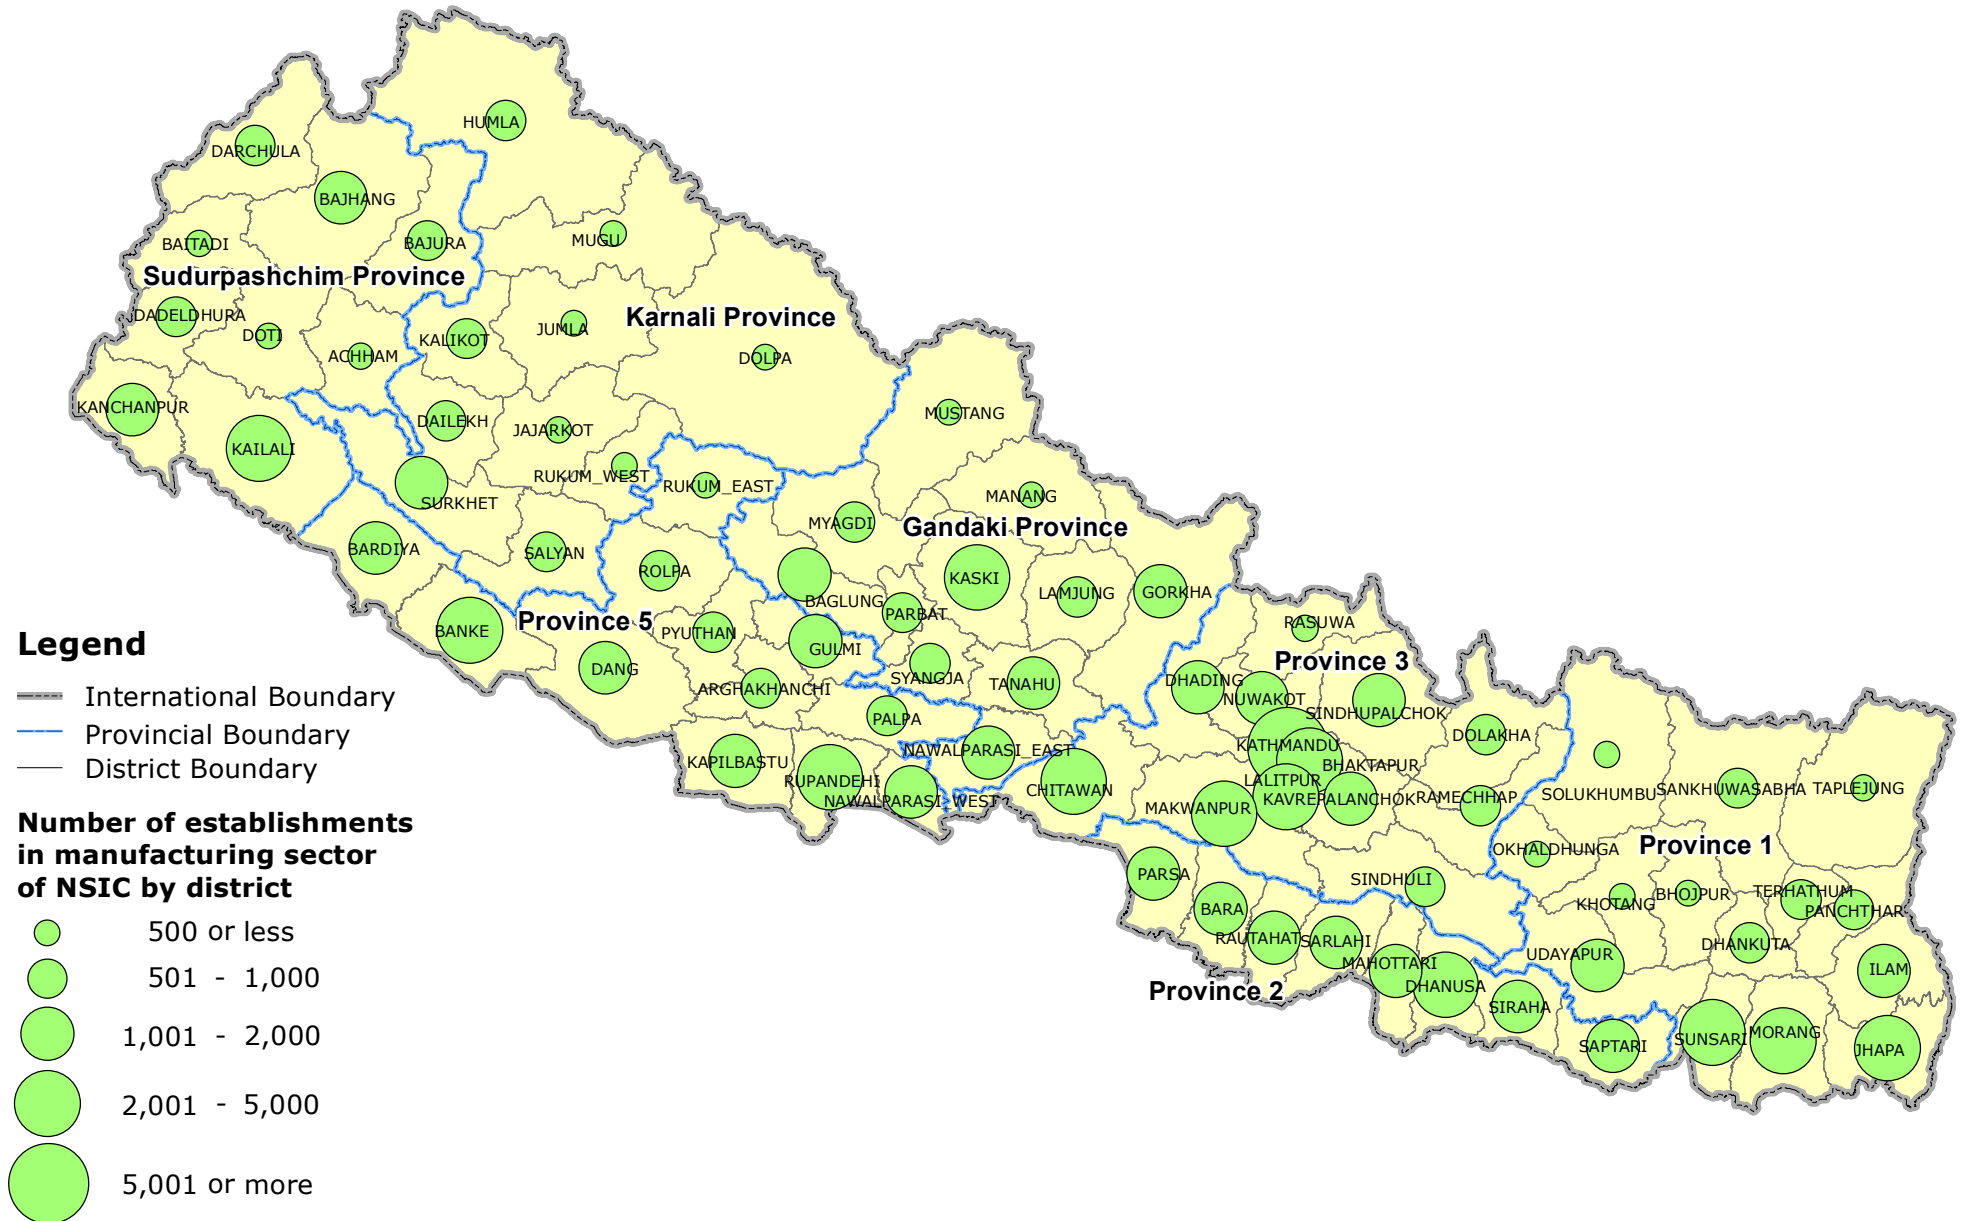 HUMLA
DARCHULA
BAJHANG
BAJURA
MUGU
BAITADI
Sudurpashchim Province
DADELDHURA
DOTI
ACHHAM
KALIKOT
JUMLA
Karnali Province
DOLPA
KANCHANPUR
KAILALI
DAILEKH
JAJARKOT
MUSTANG
RUKUM_WEST
RUKUM_EAST
SURKHET
MANANG
MYAGDI
Gandaki Province
BARDIYA
SALYAN
ROLPA
KASKI
LAMJUNG
GORKHA
BAGLUNG
PARBAT
BANKE
Province 5
PYUTHAN
GULMI
RASUWA
DANG
SYANGJA
TANAHU
Province 3
ARGHAKHANCHI
DHADING
NUWAKOT
SINDHUPALCHOK
PALPA
DOLAKHA
KATHMANDU
NAWALPARASI_EAST
KAPILBASTU
BHAKTAPUR
RUPANDEHI
LALITPUR
CHITAWAN
NAWALPARASI_WEST
KAVREPALANCHOK
RAMECHHAP
MAKWANPUR
SOLUKHUMBU
SANKHUWASABHA
TAPLEJUNG
OKHALDHUNGA
Province 1
PARSA
SINDHULI
KHOTANG
BHOJPUR
TERHATHUM
PANCHTHAR
BARA
RAUTAHAT
SARLAHI
DHANKUTA
UDAYAPUR
MAHOTTARI
ILAM
DHANUSA
Province 2
SIRAHA
SAPTARI
SUNSARI
MORANG
JHAPA
Legend
International Boundary
Provincial Boundary
District Boundary
Number of establishments
in manufacturing sector
of NSIC by district
500 or less
501 - 1,000
1,001 - 2,000
2,001 - 5,000
5,001 or more